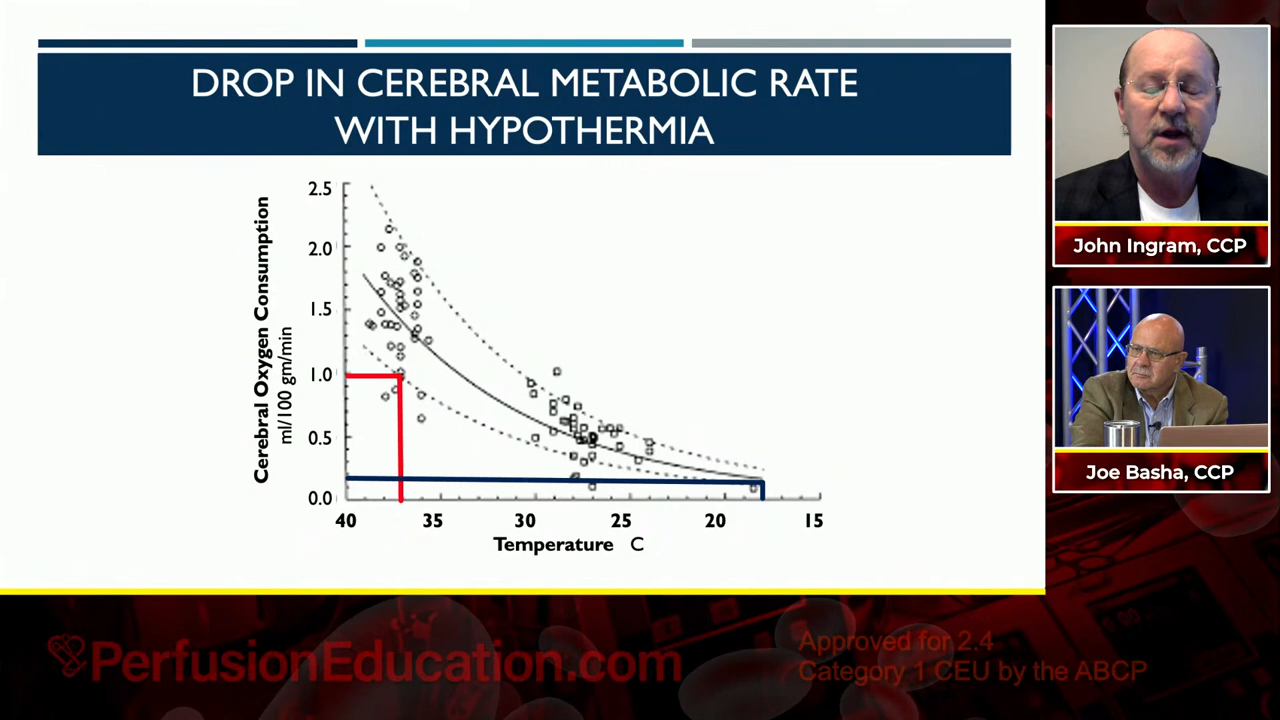 DROP IN CEREBRAL METABOLIC RATE
WITH HYPOTHERMIA
Cerebral Oxygen Consumption
ml/100 gm/min
2.5
2.0
1.5
1.0
0.5
0.0
40 35 30 25 20 15
Temperature C
John Ingram, CCP
Joe Basha, CCP
PerfusionEducation.com
Approved for 2.4
Category 1 CEU by the ABCP